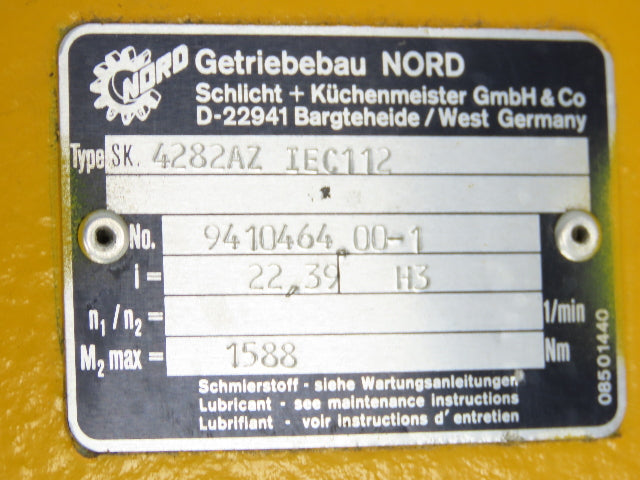 NORD
Getriebebau NORD
Schlicht + Küchenmeister GmbH & Co
D-22941 Bargteheide / West Germany
Type SK. 4282AZ IEC112
No. 9410464.00-1
i = 22,39 H3
n1 / n2 = 1/min
M2 max = 1588 Nm
Schmierstoff - siehe Wartungsanleitungen
Lubricant - see maintenance instructions
Lubrifiant - voir instructions d'entretien
08501440